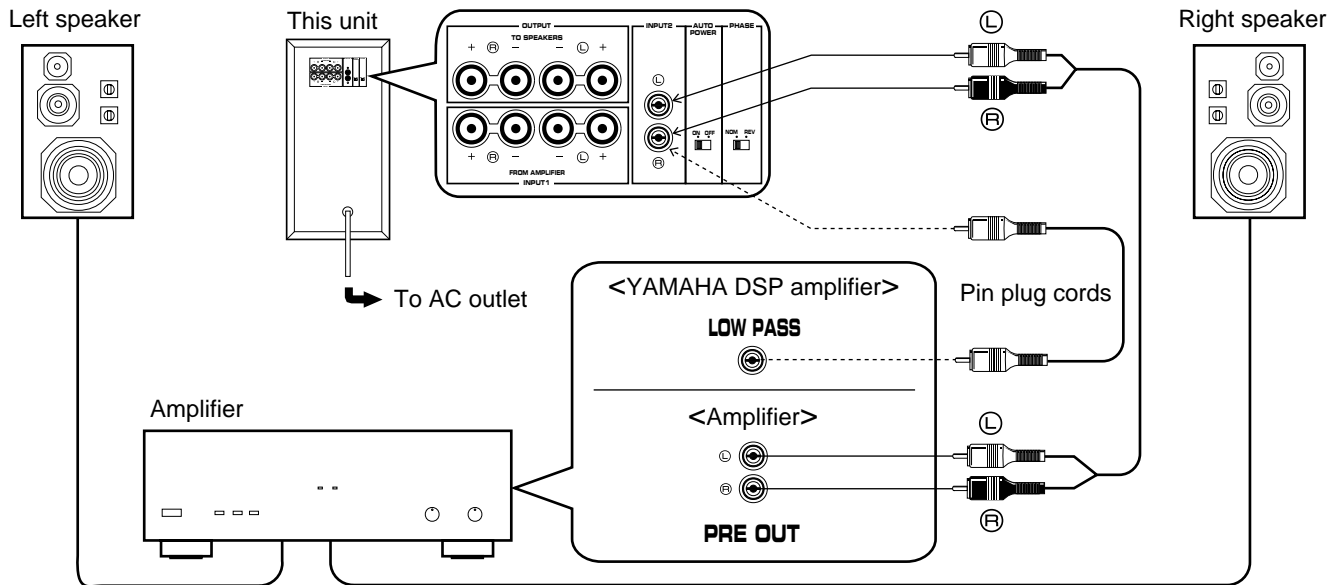 Left speaker
This unit
Right speaker
OUTPUT
TO SPEAKERS
+ R − − L +
INPUT2
AUTO POWER
PHASE
L
R
ON OFF
NOM REV
+ R − − L +
FROM AMPLIFIER
INPUT1
L
R
To AC outlet
<YAMAHA DSP amplifier>
LOW PASS
Pin plug cords
Amplifier
<Amplifier>
L
R
PRE OUT
L
R